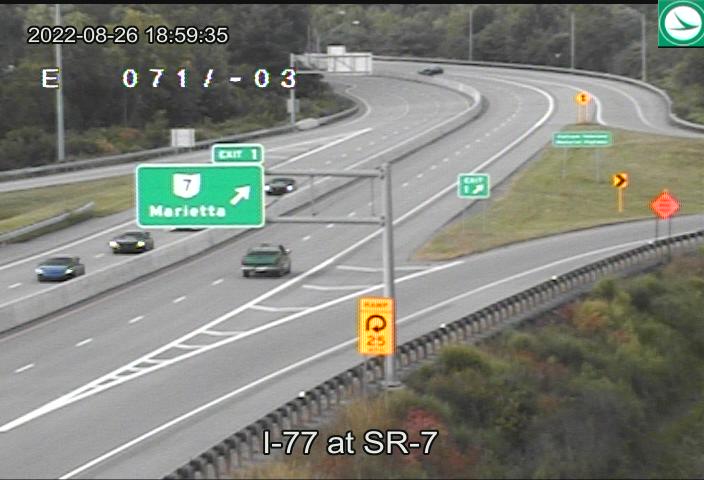 2022-08-26 18:59:35
E 071/-03
EXIT 1
7
Marietta
EXIT
1
RAMP
25
I-77 at SR-7